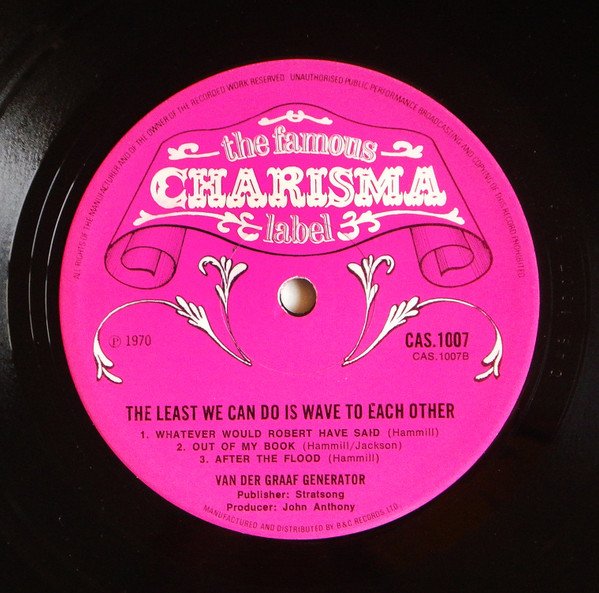 ALL RIGHTS OF THE MANUFACTURER AND OF THE OWNER OF THE RECORDED WORK RESERVED UNAUTHORISED PUBLIC PERFORMANCE BROADCASTING AND COPYING OF THIS RECORD PROHIBITED
the famous
CHARISMA
label
℗ 1970
CAS.1007
CAS.1007B
THE LEAST WE CAN DO IS WAVE TO EACH OTHER
1. WHATEVER WOULD ROBERT HAVE SAID (Hammill)
2. OUT OF MY BOOK (Hammill/Jackson)
3. AFTER THE FLOOD (Hammill)
VAN DER GRAAF GENERATOR
Publisher: Stratsong
Producer: John Anthony
MANUFACTURED AND DISTRIBUTED BY B&C RECORDS LTD.